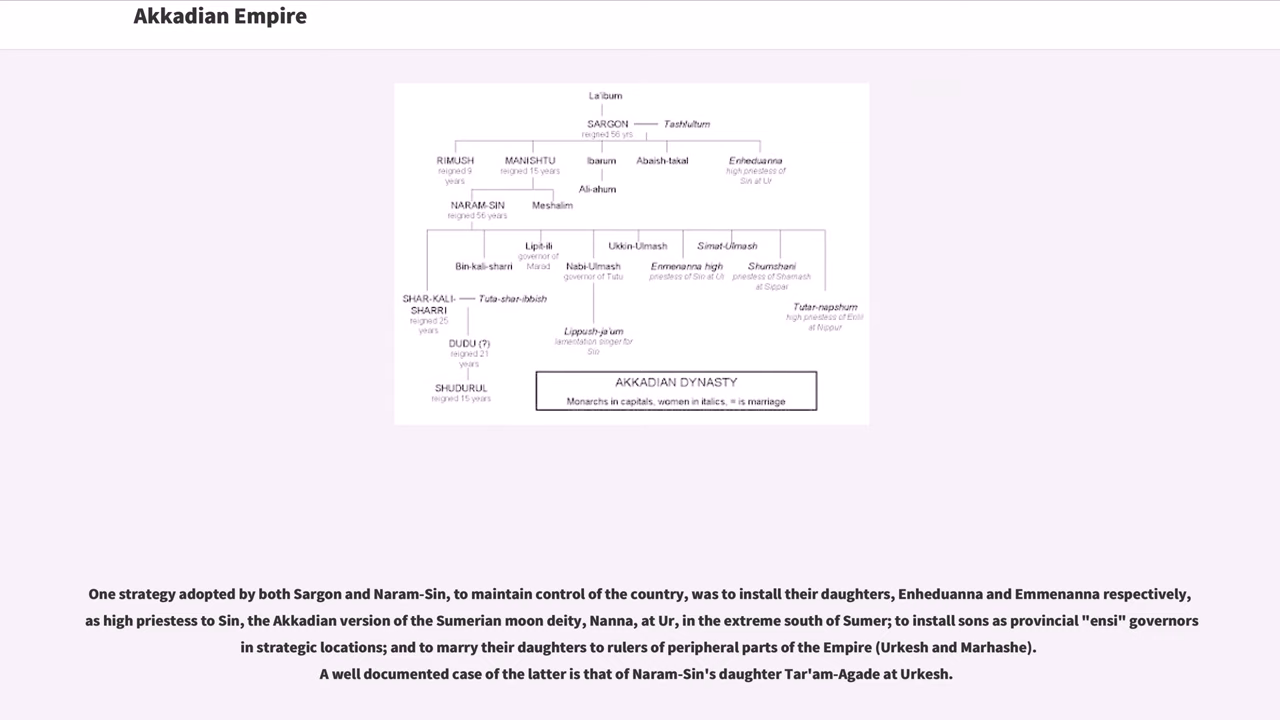 Akkadian Empire
La'ibum
SARGON Tashlultum
reigned 56 yrs
RIMUSH MANISHTU Ibarum Abaish-takal Enheduanna
reigned 9 reigned 15 years high priestess of
years Sin at Ur
Ali-ahum
NARAM-SIN Meshalim
reigned 56 years
Lipit-ili Ukkin-Ulmash Simat-Ulmash
governor of
Bin-kali-sharri Marad Nabi-Ulmash Enmenanna high Shumshani
governor of Tutu priestess of Sin at Ur priestess of Shamash
at Sippar
SHAR-KALI- Tuta-shar-ibbish
SHARRI Tutar-napshum
reigned 25 high priestess of Enlil
years at Nippur
Lippush-ja'um
lamentation singer for
Sin
DUDU (?)
reigned 21
years
SHUDURUL
reigned 15 years
AKKADIAN DYNASTY
Monarchs in capitals, women in italics, = is marriage
One strategy adopted by both Sargon and Naram-Sin, to maintain control of the country, was to install their daughters, Enheduanna and Emmenanna respectively,
as high priestess to Sin, the Akkadian version of the Sumerian moon deity, Nanna, at Ur, in the extreme south of Sumer; to install sons as provincial "ensi" governors
in strategic locations; and to marry their daughters to rulers of peripheral parts of the Empire (Urkesh and Marhashe).
A well documented case of the latter is that of Naram-Sin's daughter Tar'am-Agade at Urkesh.